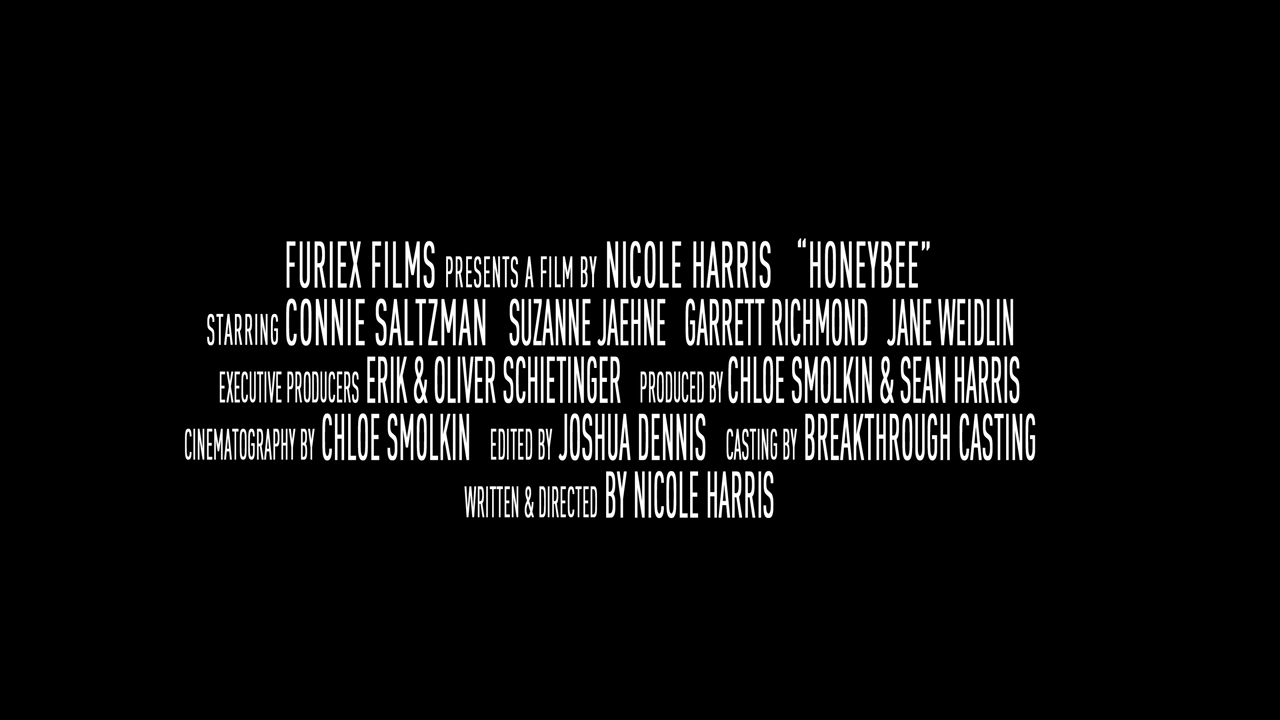 FURIEX FILMS PRESENTS A FILM BY NICOLE HARRIS “HONEYBEE”
STARRING CONNIE SALTZMAN SUZANNE JAEHNE GARRETT RICHMOND JANE WEIDLIN
EXECUTIVE PRODUCERS ERIK & OLIVER SCHIETINGER PRODUCED BY CHLOE SMOLKIN & SEAN HARRIS
CINEMATOGRAPHY BY CHLOE SMOLKIN EDITED BY JOSHUA DENNIS CASTING BY BREAKTHROUGH CASTING
WRITTEN & DIRECTED BY NICOLE HARRIS